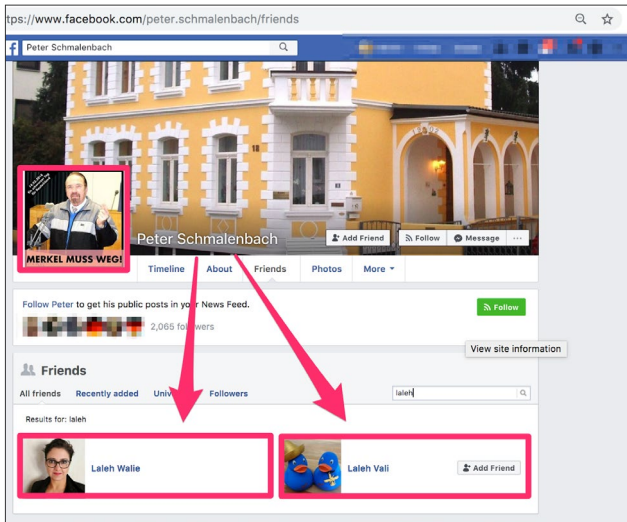 tps://www.facebook.com/peter.schmalenbach/friends
Peter Schmalenbach
18
MERKEL MUSS WEG!
Peter Schmalenbach
Add Friend
Follow
Message
...
Timeline About Friends Photos More
Follow Peter to get his public posts in your News Feed.
Follow
2,065 followers
View site information
Friends
All friends Recently added Followers
laleh
Results for: laleh
Laleh Walie
Laleh Vali
Add Friend